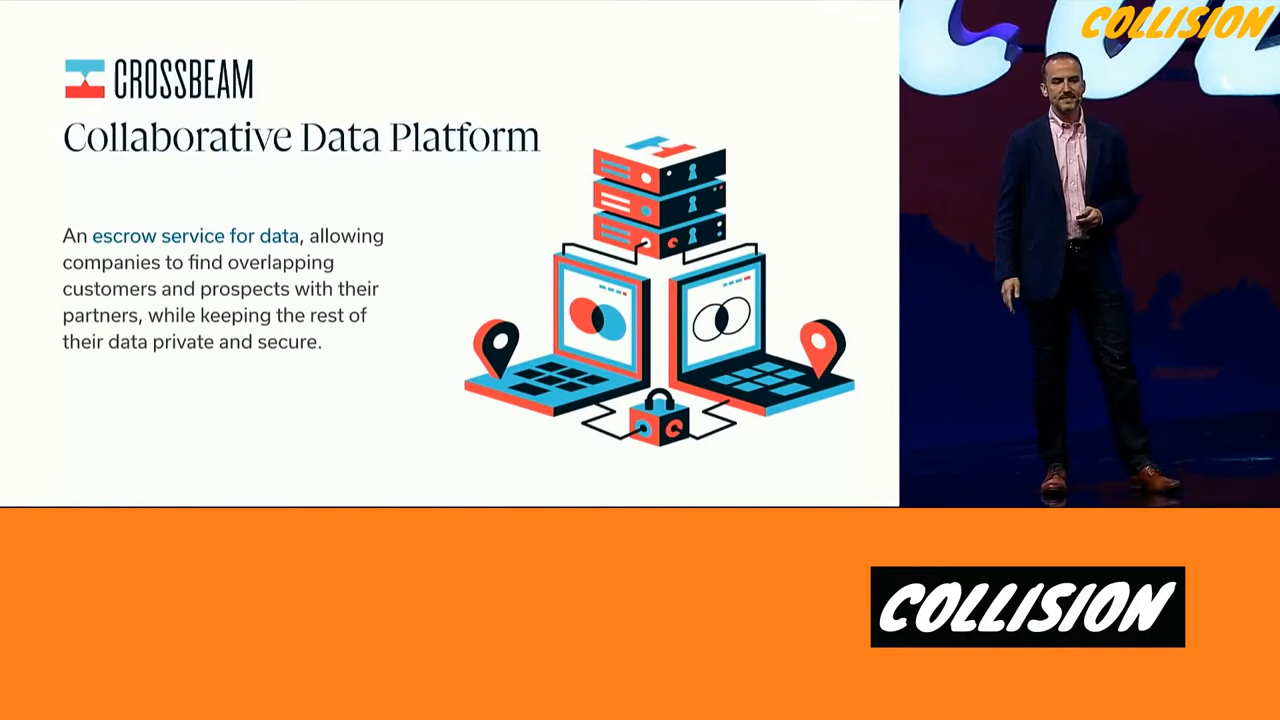 CROSSBEAM
Collaborative Data Platform
An escrow service for data, allowing
companies to find overlapping
customers and prospects with their
partners, while keeping the rest of
their data private and secure.
COLLISION
COLLISION